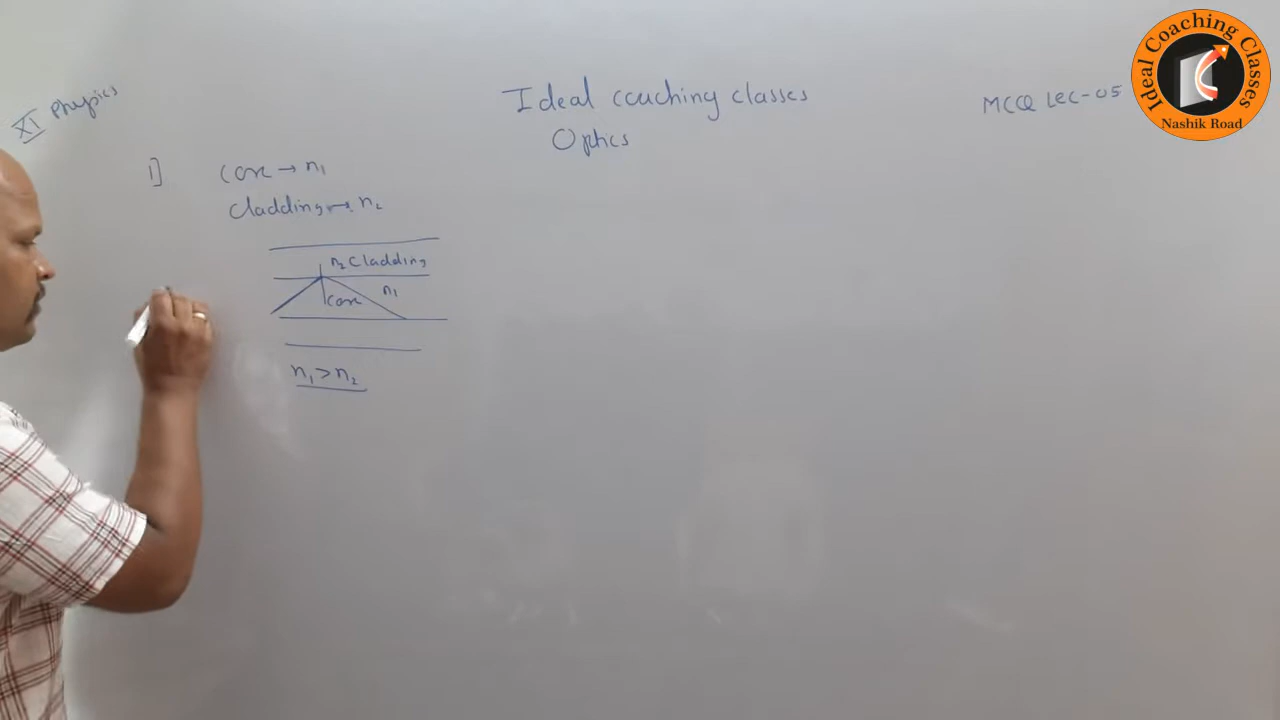 XI Physics
Ideal couching classes
Optics
MCQ Lec-05
Ideal Coaching Classes
Nashik Road
1] Core → n₁
Cladding → n₂
n₂ Cladding
Core n₁
n₁ > n₂